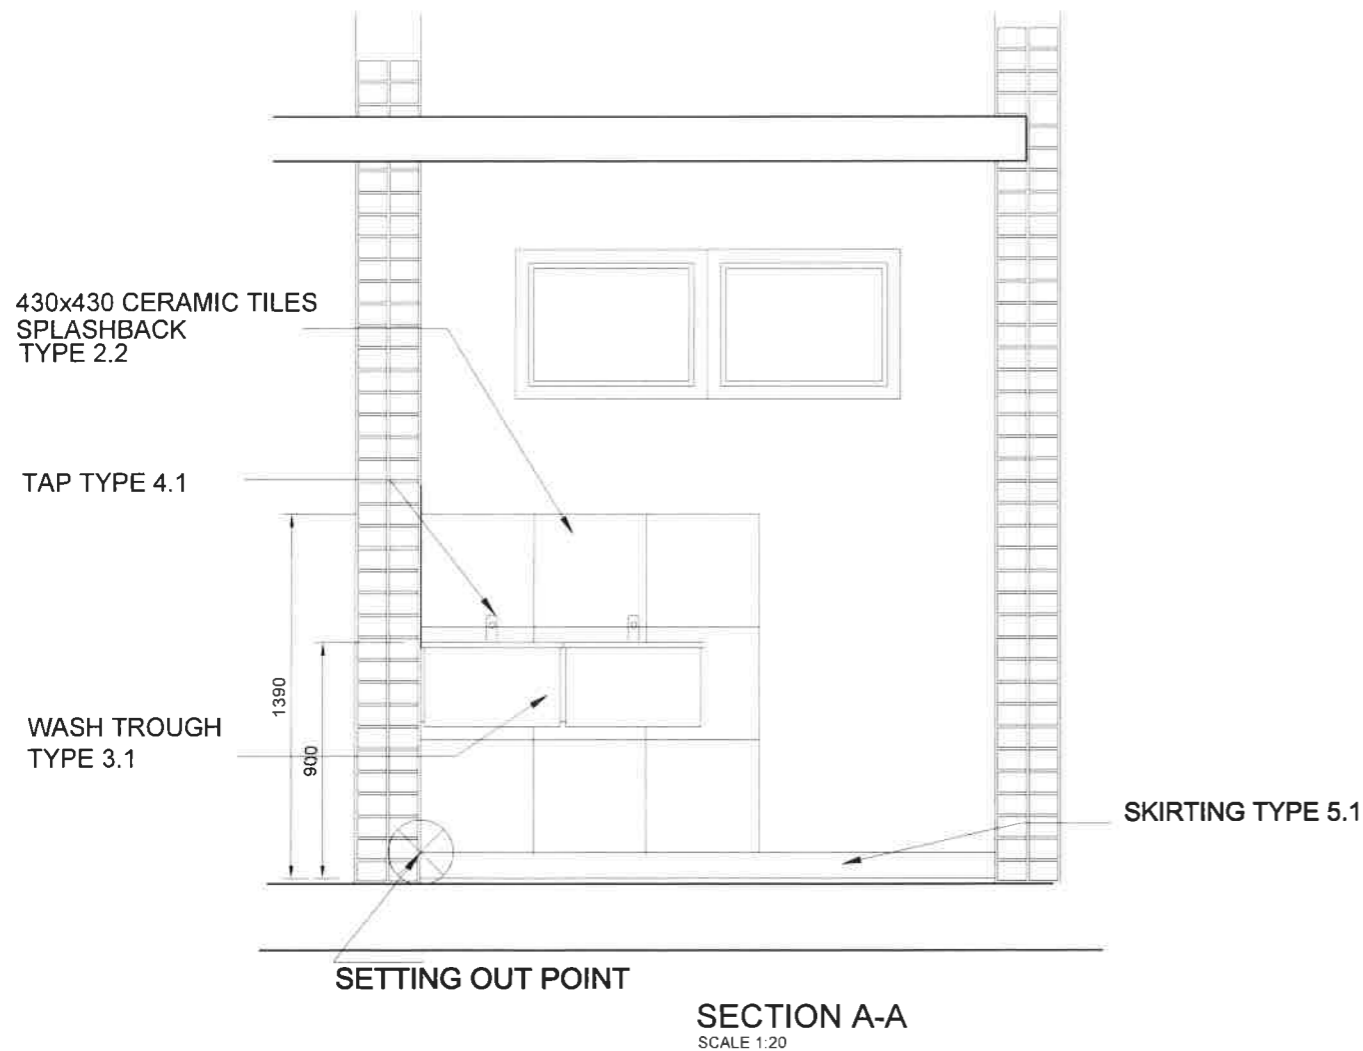 430x430 CERAMIC TILES
SPLASHBACK
TYPE 2.2
TAP TYPE 4.1
1390
900
WASH TROUGH
TYPE 3.1
SKIRTING TYPE 5.1
SETTING OUT POINT
SECTION A-A
SCALE 1:20